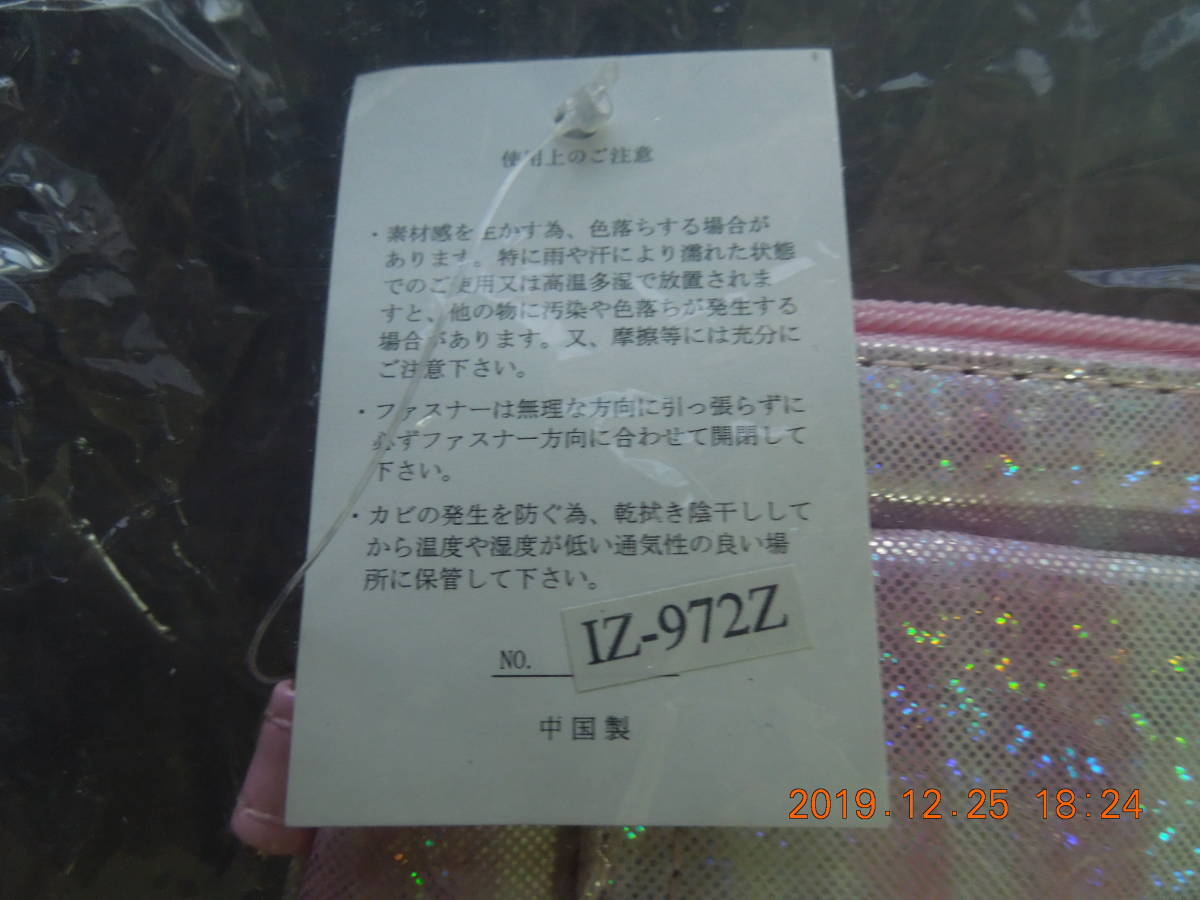 使用上のご注意
・素材感を生かす為、色落ちする場合が
あります。特に雨や汗により濡れた状態
でのご使用又は高温多湿で放置されま
すと、他の物に汚染や色落ちが発生する
場合があります。又、摩擦等には充分に
ご注意下さい。
・ファスナーは無理な方向に引っ張らずに
必ずファスナー方向に合わせて開閉して
下さい。
・カビの発生を防ぐ為、乾拭き陰干しして
から温度や湿度が低い通気性の良い場
所に保管して下さい。
NO. IZ-972Z
中国製
2019.12.25 18:24